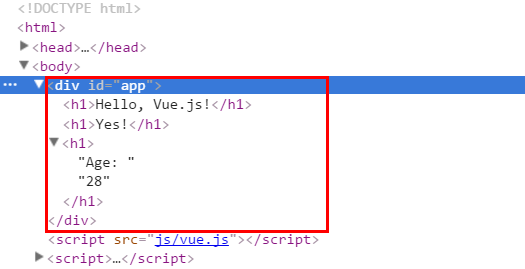 <!DOCTYPE html>
<html>
▶<head>…</head>
▼<body>
… ▼<div id="app">
<h1>Hello, Vue.js!</h1>
<h1>Yes!</h1>
▼<h1>
"Age: "
"28"
</h1>
</div>
<script src="js/vue.js"></script>
▶<script>…</script>